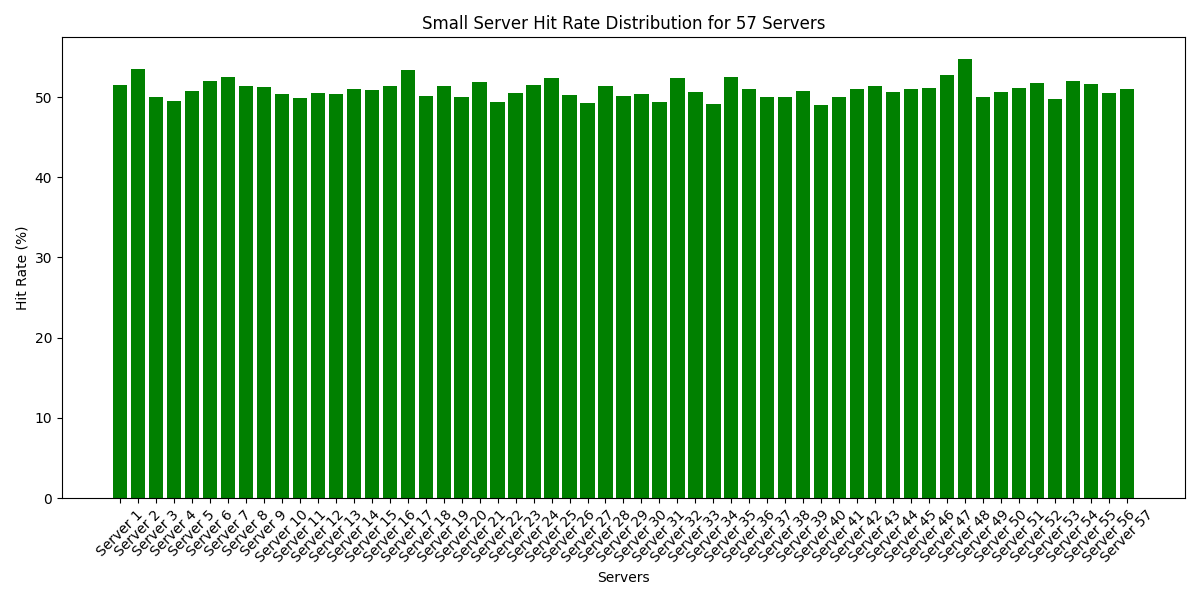 Small Server Hit Rate Distribution for 57 Servers
Hit Rate (%)
50
40
30
20
10
0
Server 1
Server 2
Server 3
Server 4
Server 5
Server 6
Server 7
Server 8
Server 9
Server 10
Server 11
Server 12
Server 13
Server 14
Server 15
Server 16
Server 17
Server 18
Server 19
Server 20
Server 21
Server 22
Server 23
Server 24
Server 25
Server 26
Server 27
Server 28
Server 29
Server 30
Server 31
Server 32
Server 33
Server 34
Server 35
Server 36
Server 37
Server 38
Server 39
Server 40
Server 41
Server 42
Server 43
Server 44
Server 45
Server 46
Server 47
Server 48
Server 49
Server 50
Server 51
Server 52
Server 53
Server 54
Server 55
Server 56
Server 57
Servers